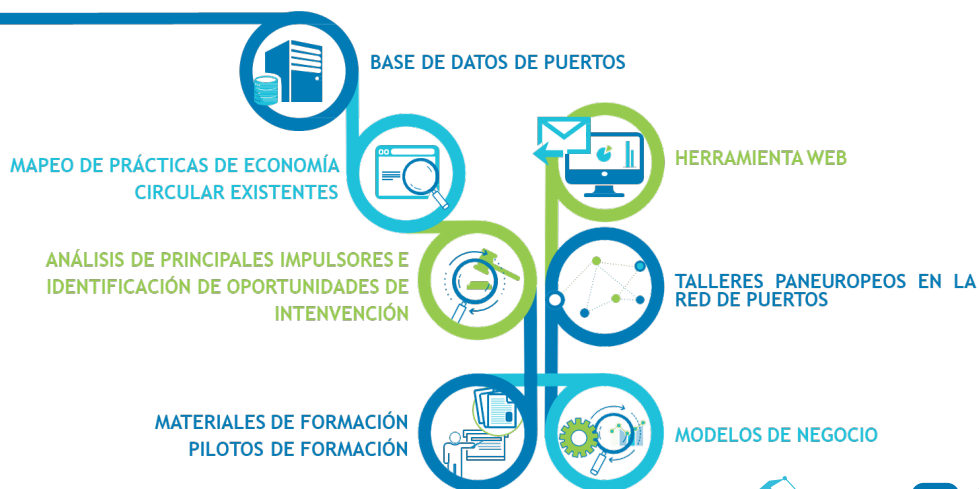 BASE DE DATOS DE PUERTOS
MAPEO DE PRÁCTICAS DE ECONOMÍA
CIRCULAR EXISTENTES
HERRAMIENTA WEB
ANÁLISIS DE PRINCIPALES IMPULSORES E
IDENTIFICACIÓN DE OPORTUNIDADES DE
INTENVENCIÓN
TALLERES PANEUROPEOS EN LA
RED DE PUERTOS
MATERIALES DE FORMACIÓN
PILOTOS DE FORMACIÓN
MODELOS DE NEGOCIO